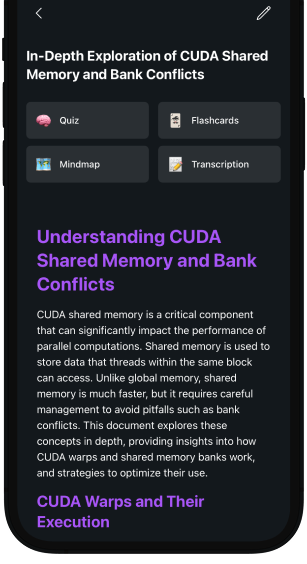 In-Depth Exploration of CUDA Shared
Memory and Bank Conflicts
Quiz
Flashcards
Mindmap
Transcription
Understanding CUDA
Shared Memory and Bank
Conflicts
CUDA shared memory is a critical component
that can significantly impact the performance of
parallel computations. Shared memory is used to
store data that threads within the same block
can access. Unlike global memory, shared
memory is much faster, but it requires careful
management to avoid pitfalls such as bank
conflicts. This document explores these
concepts in depth, providing insights into how
CUDA warps and shared memory banks work,
and strategies to optimize their use.
CUDA Warps and Their
Execution